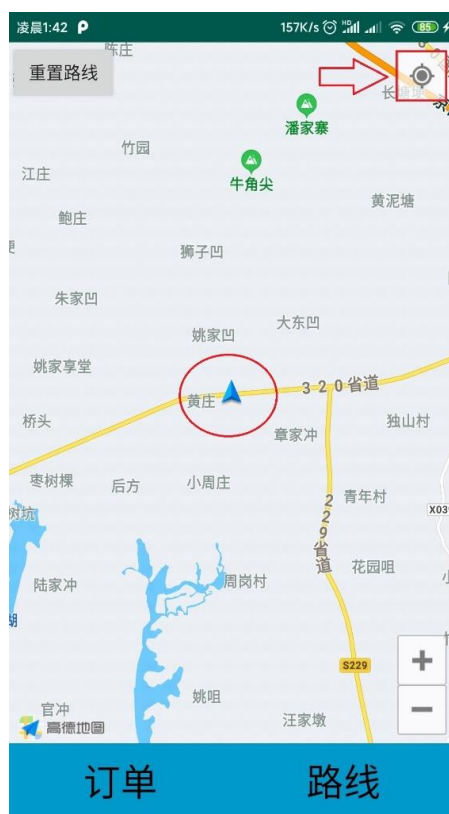 凌晨1:42
157K/s
HD
85
陈庄
重置路线
潘家寨
竹园
牛角尖
江庄
黄泥塘
鲍庄
狮子凹
朱家凹
大东凹
姚家凹
姚家享堂
320省道
黄庄
桥头
独山村
章家冲
枣树棵
后方
小周庄
青年村
树坑
X039
229省道
陆家冲
周岗村
花园咀
湖
S229
+
姚咀
官冲
汪家墩
高德地图
订单
路线